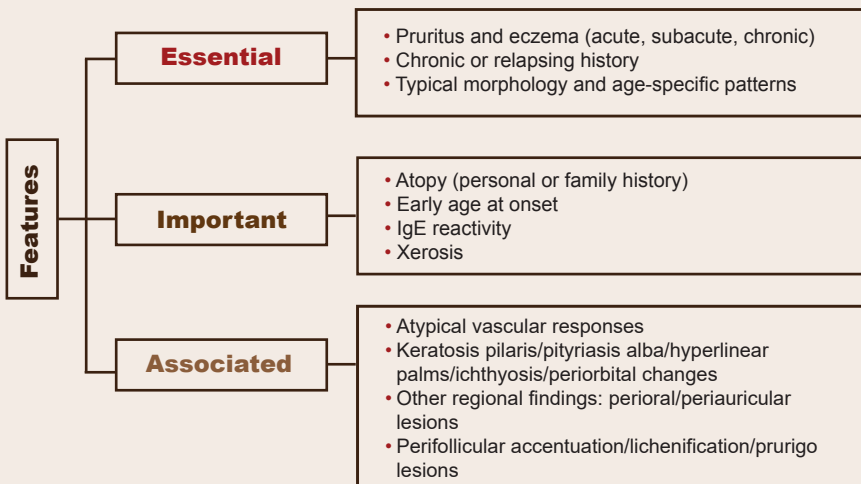 Features
Essential
• Pruritus and eczema (acute, subacute, chronic)
• Chronic or relapsing history
• Typical morphology and age-specific patterns
Important
• Atopy (personal or family history)
• Early age at onset
• IgE reactivity
• Xerosis
Associated
• Atypical vascular responses
• Keratosis pilaris/pityriasis alba/hyperlinear
palms/ichthyosis/periorbital changes
• Other regional findings: perioral/periauricular
lesions
• Perifollicular accentuation/lichenification/prurigo
lesions